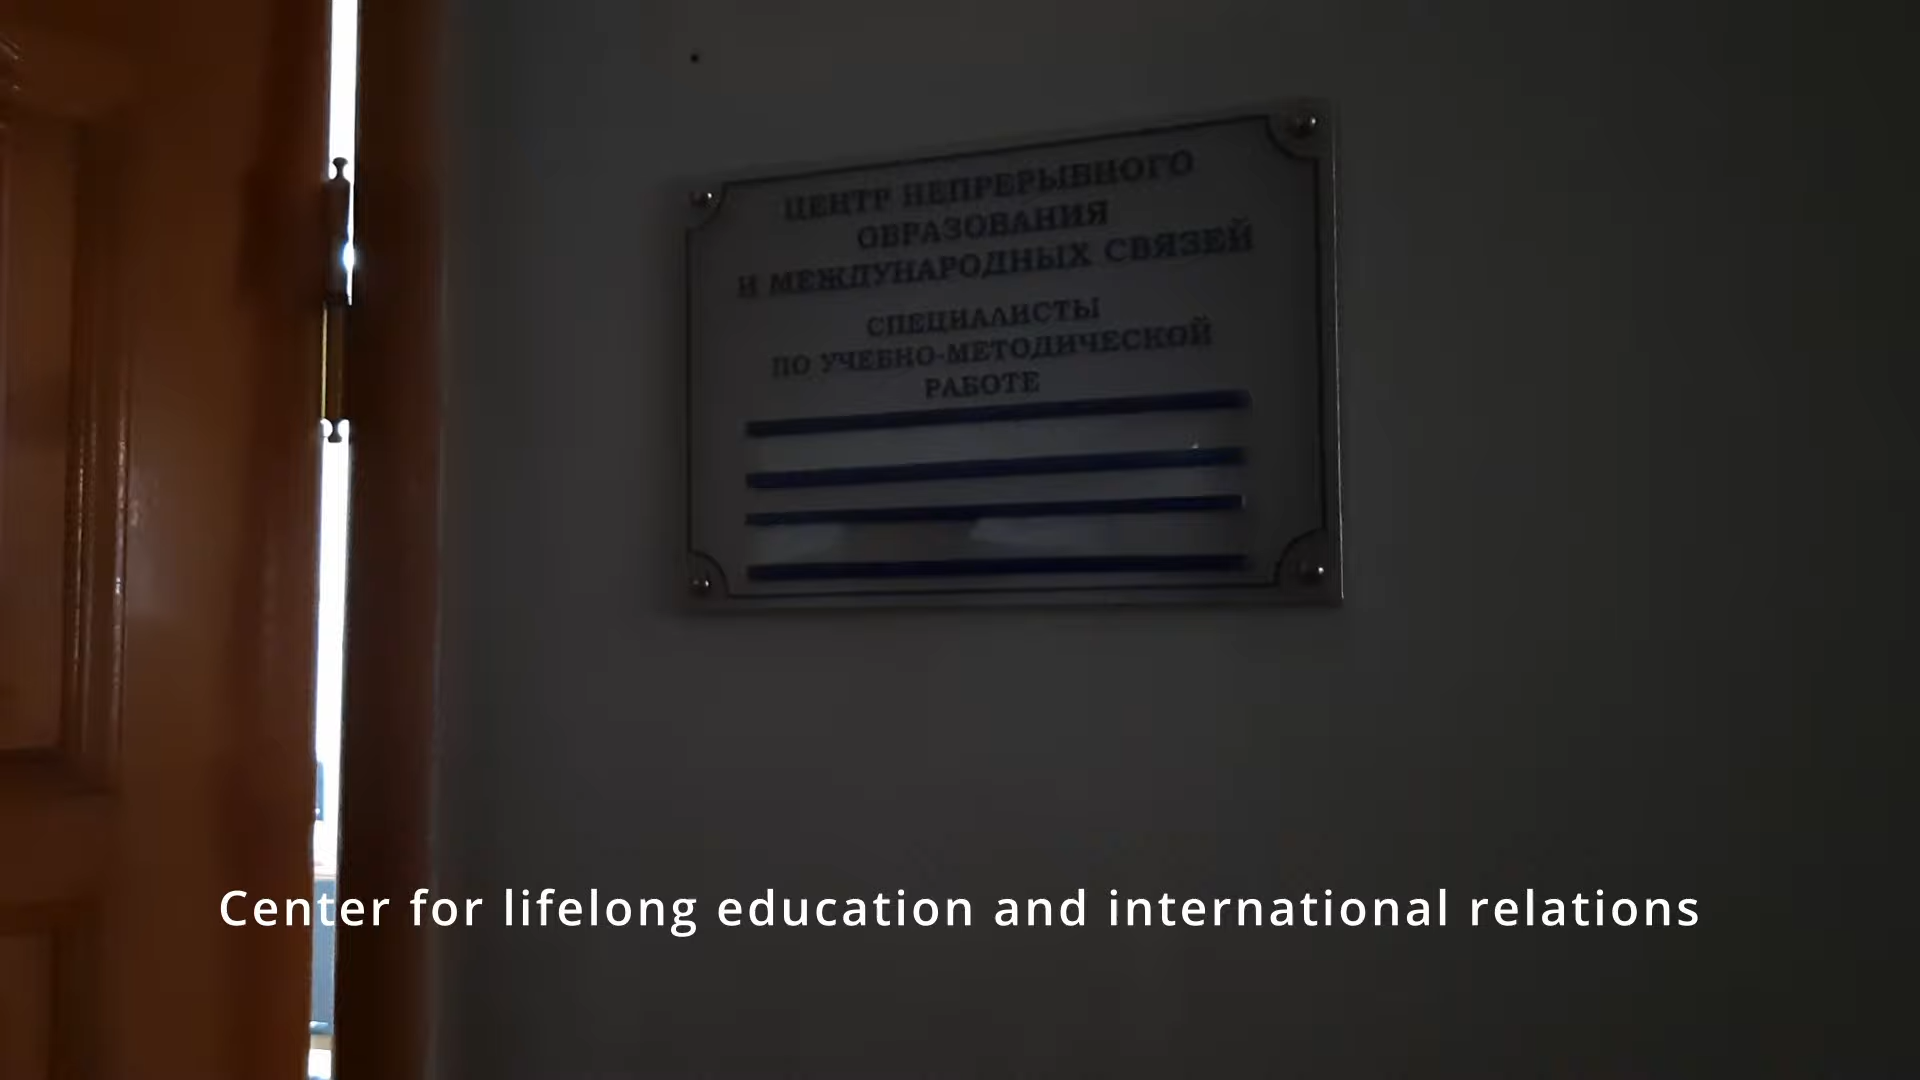 ЦЕНТР НЕПРЕРЫВНОГО
ОБРАЗОВАНИЯ
И МЕЖДУНАРОДНЫХ СВЯЗЕЙ
СПЕЦИАЛИСТЫ
ПО УЧЕБНО-МЕТОДИЧЕСКОЙ
РАБОТЕ
Center for lifelong education and international relations